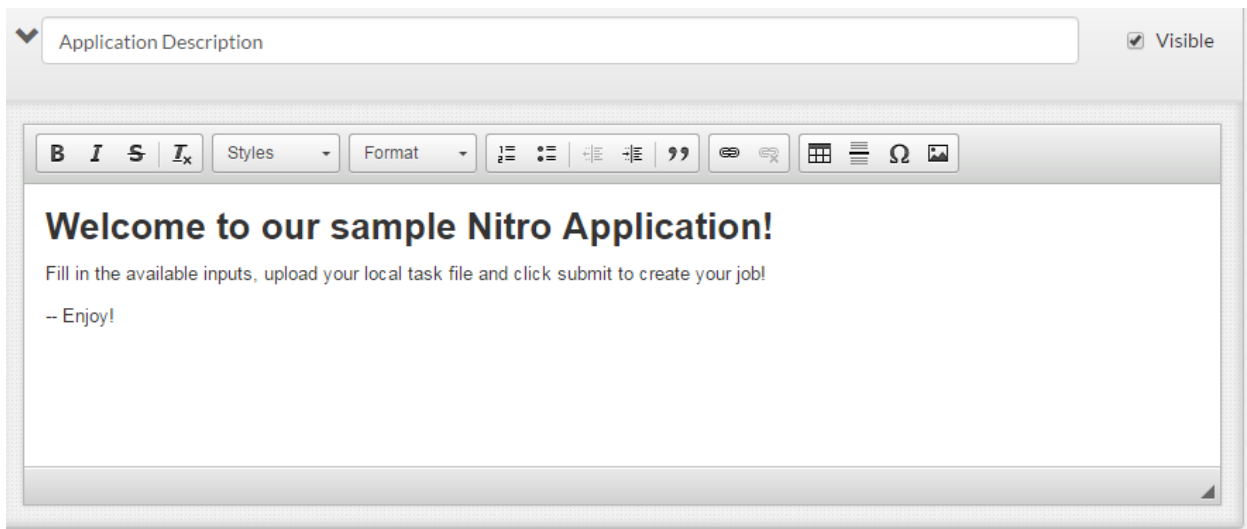 Application Description
Visible
B I S Ix Styles Format Ω
Welcome to our sample Nitro Application!
Fill in the available inputs, upload your local task file and click submit to create your job!
-- Enjoy!